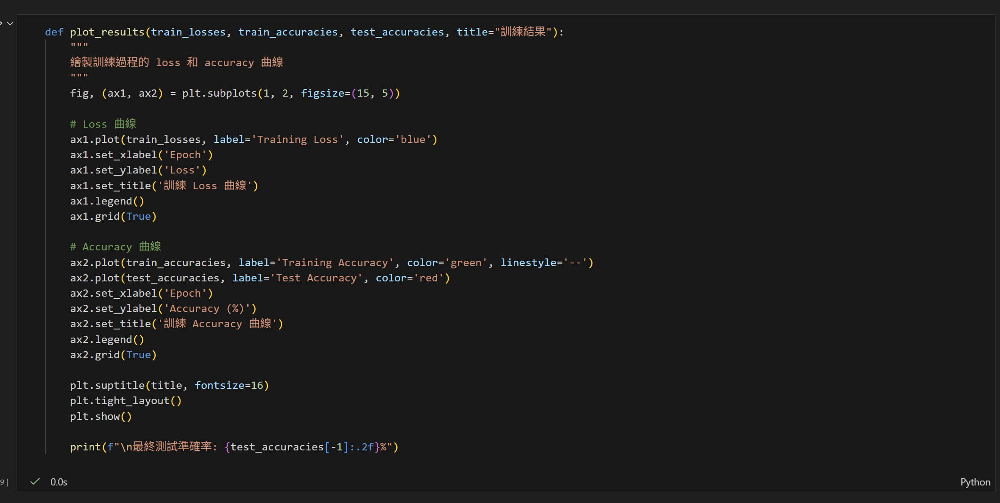 def plot_results(train_losses, train_accuracies, test_accuracies, title="訓練結果"):
    """
    繪製訓練過程的 loss 和 accuracy 曲線
    """
    fig, (ax1, ax2) = plt.subplots(1, 2, figsize=(15, 5))

    # Loss 曲線
    ax1.plot(train_losses, label='Training Loss', color='blue')
    ax1.set_xlabel('Epoch')
    ax1.set_ylabel('Loss')
    ax1.set_title('訓練 Loss 曲線')
    ax1.legend()
    ax1.grid(True)

    # Accuracy 曲線
    ax2.plot(train_accuracies, label='Training Accuracy', color='green', linestyle='--')
    ax2.plot(test_accuracies, label='Test Accuracy', color='red')
    ax2.set_xlabel('Epoch')
    ax2.set_ylabel('Accuracy (%)')
    ax2.set_title('訓練 Accuracy 曲線')
    ax2.legend()
    ax2.grid(True)

    plt.suptitle(title, fontsize=16)
    plt.tight_layout()
    plt.show()

    print(f"\n最終測試準確率: {test_accuracies[-1]:.2f}%")
9] 0.0s Python